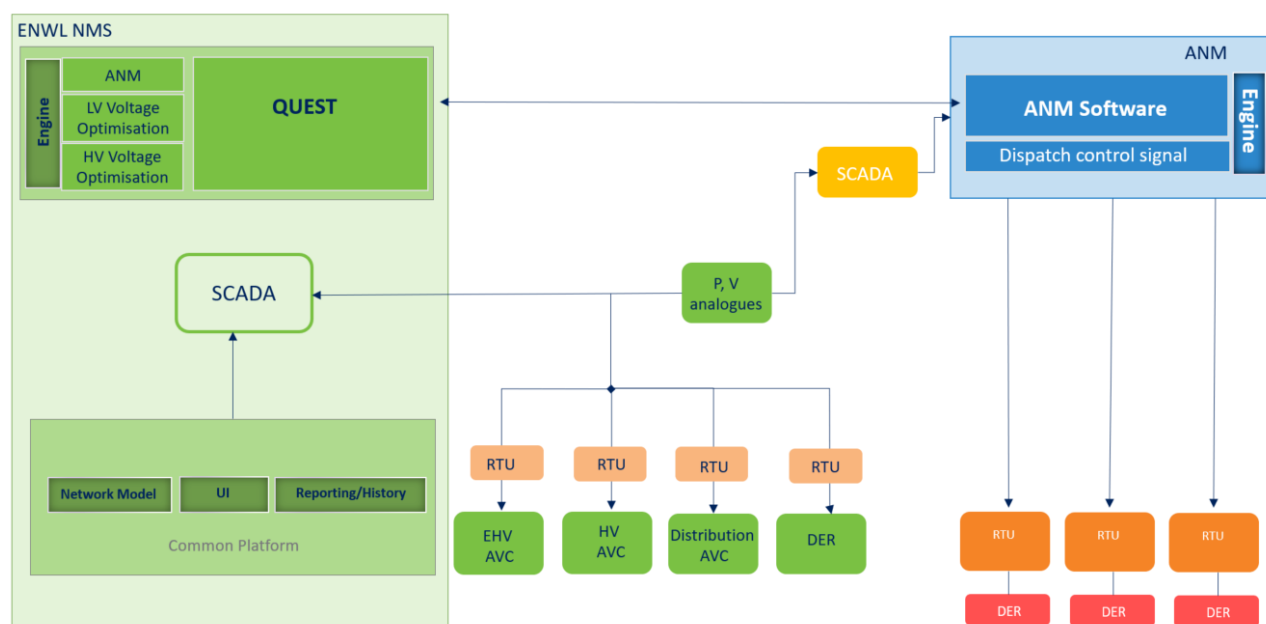 ENWL NMS
Engine
ANM
LV Voltage
Optimisation
HV Voltage
Optimisation
QUEST
ANM
ANM Software
Dispatch control signal
Engine
SCADA
SCADA
P, V
analogues
Network Model
UI
Reporting/History
Common Platform
RTU
RTU
RTU
RTU
EHV
AVC
HV
AVC
Distribution
AVC
DER
RTU
RTU
RTU
DER
DER
DER